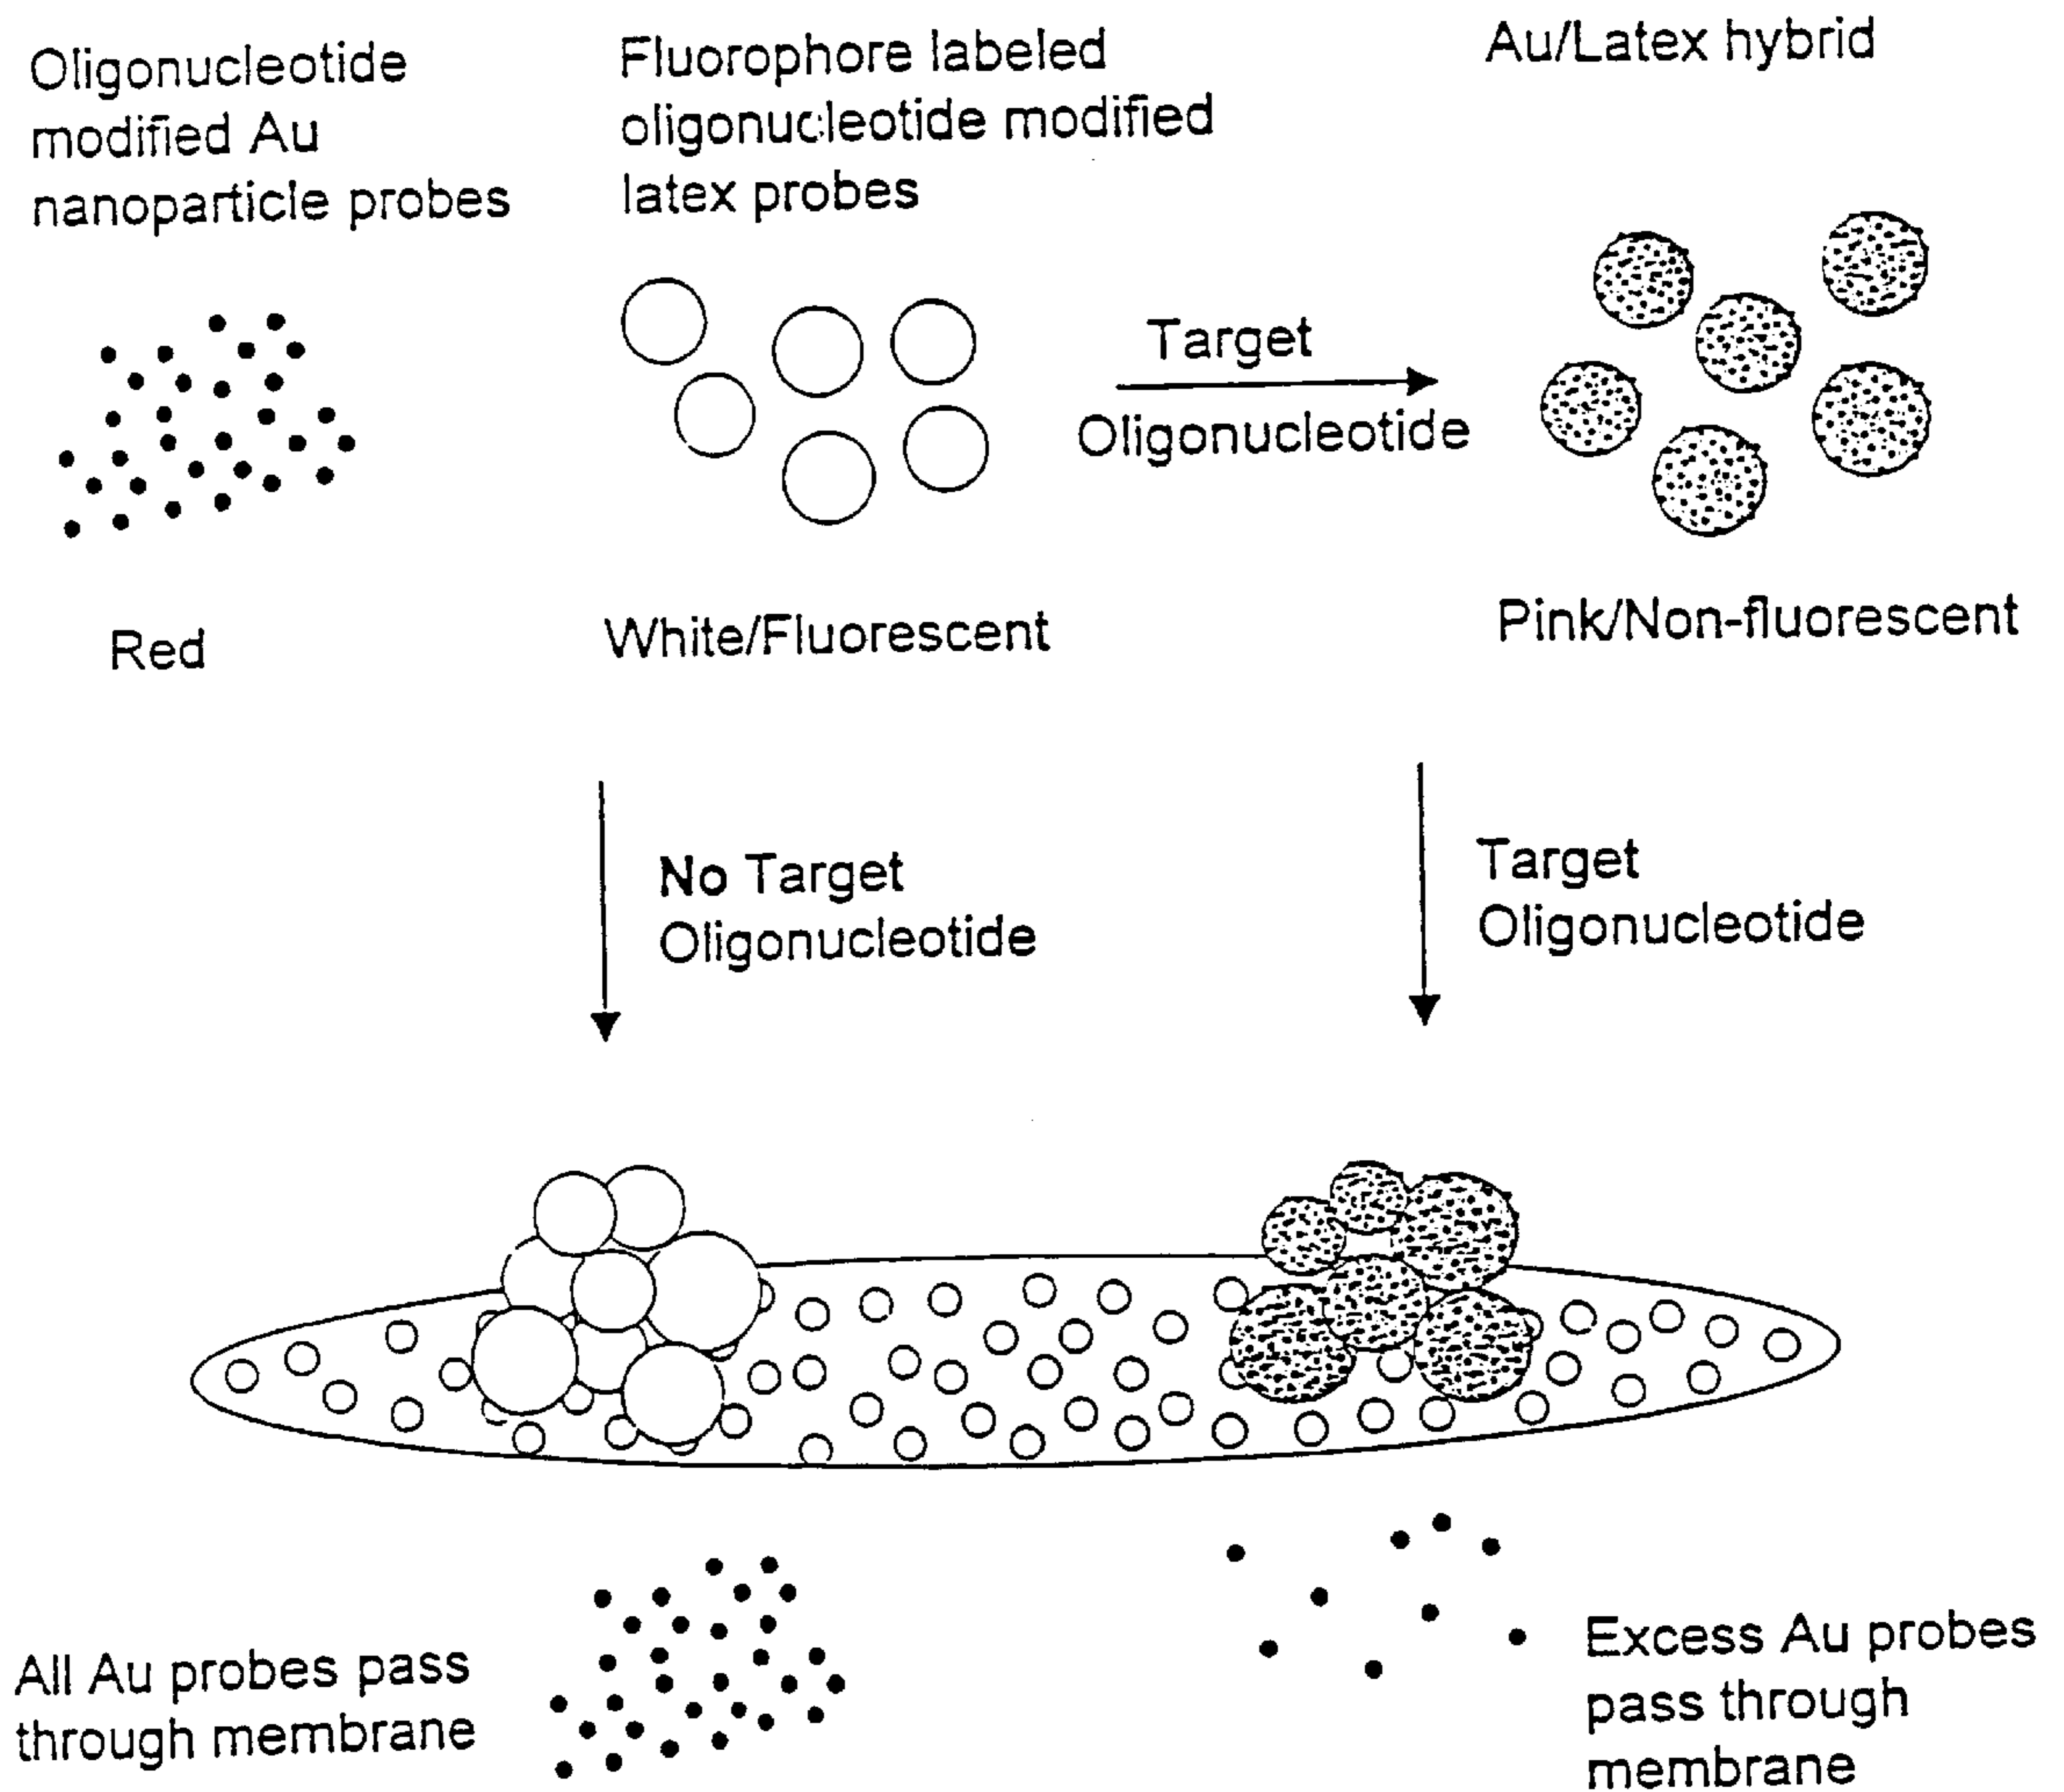 Oligonucleotide
modified Au
nanoparticle probes
Fluorophore labeled
oligonucleotide modified
latex probes
Au/Latex hybrid
Target
Oligonucleotide
Red
White/Fluorescent
Pink/Non-fluorescent
No Target
Oligonucleotide
Target
Oligonucleotide
All Au probes pass
through membrane
Excess Au probes
pass through
membrane